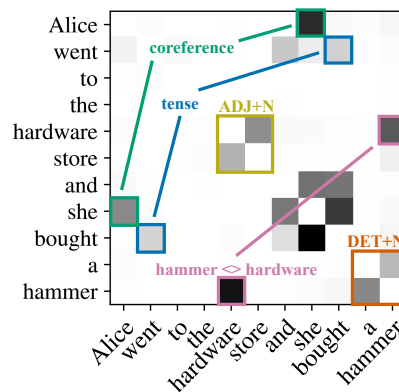 Alice
went
to
the
hardware
store
and
she
bought
a
hammer
coreference
tense
ADJ+N
DET+N
hammer <> hardware
Alice
went
to
the
hardware
store
and
she
bought
a
hammer